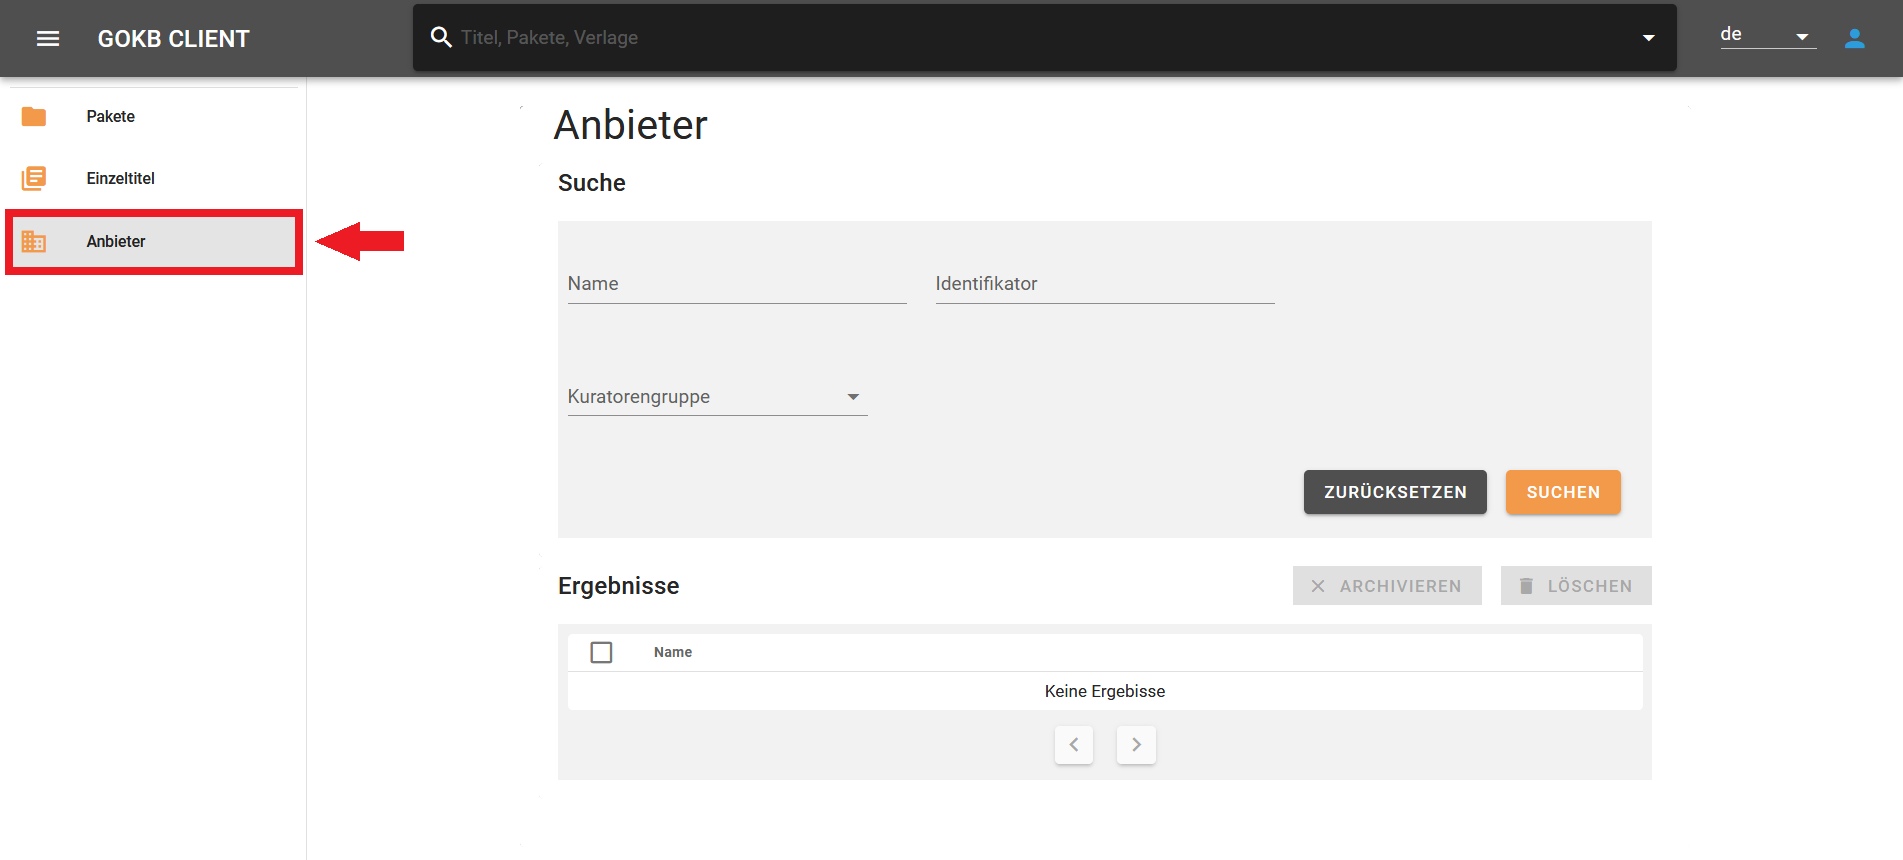 GOKB CLIENT
Titel, Pakete, Verlage
de
Pakete
Einzeltitel
Anbieter
Anbieter
Suche
Name
Identifikator
Kuratorengruppe
ZURÜCKSETZEN
SUCHEN
Ergebnisse
ARCHIVIEREN
LÖSCHEN
Name
Keine Ergebisse